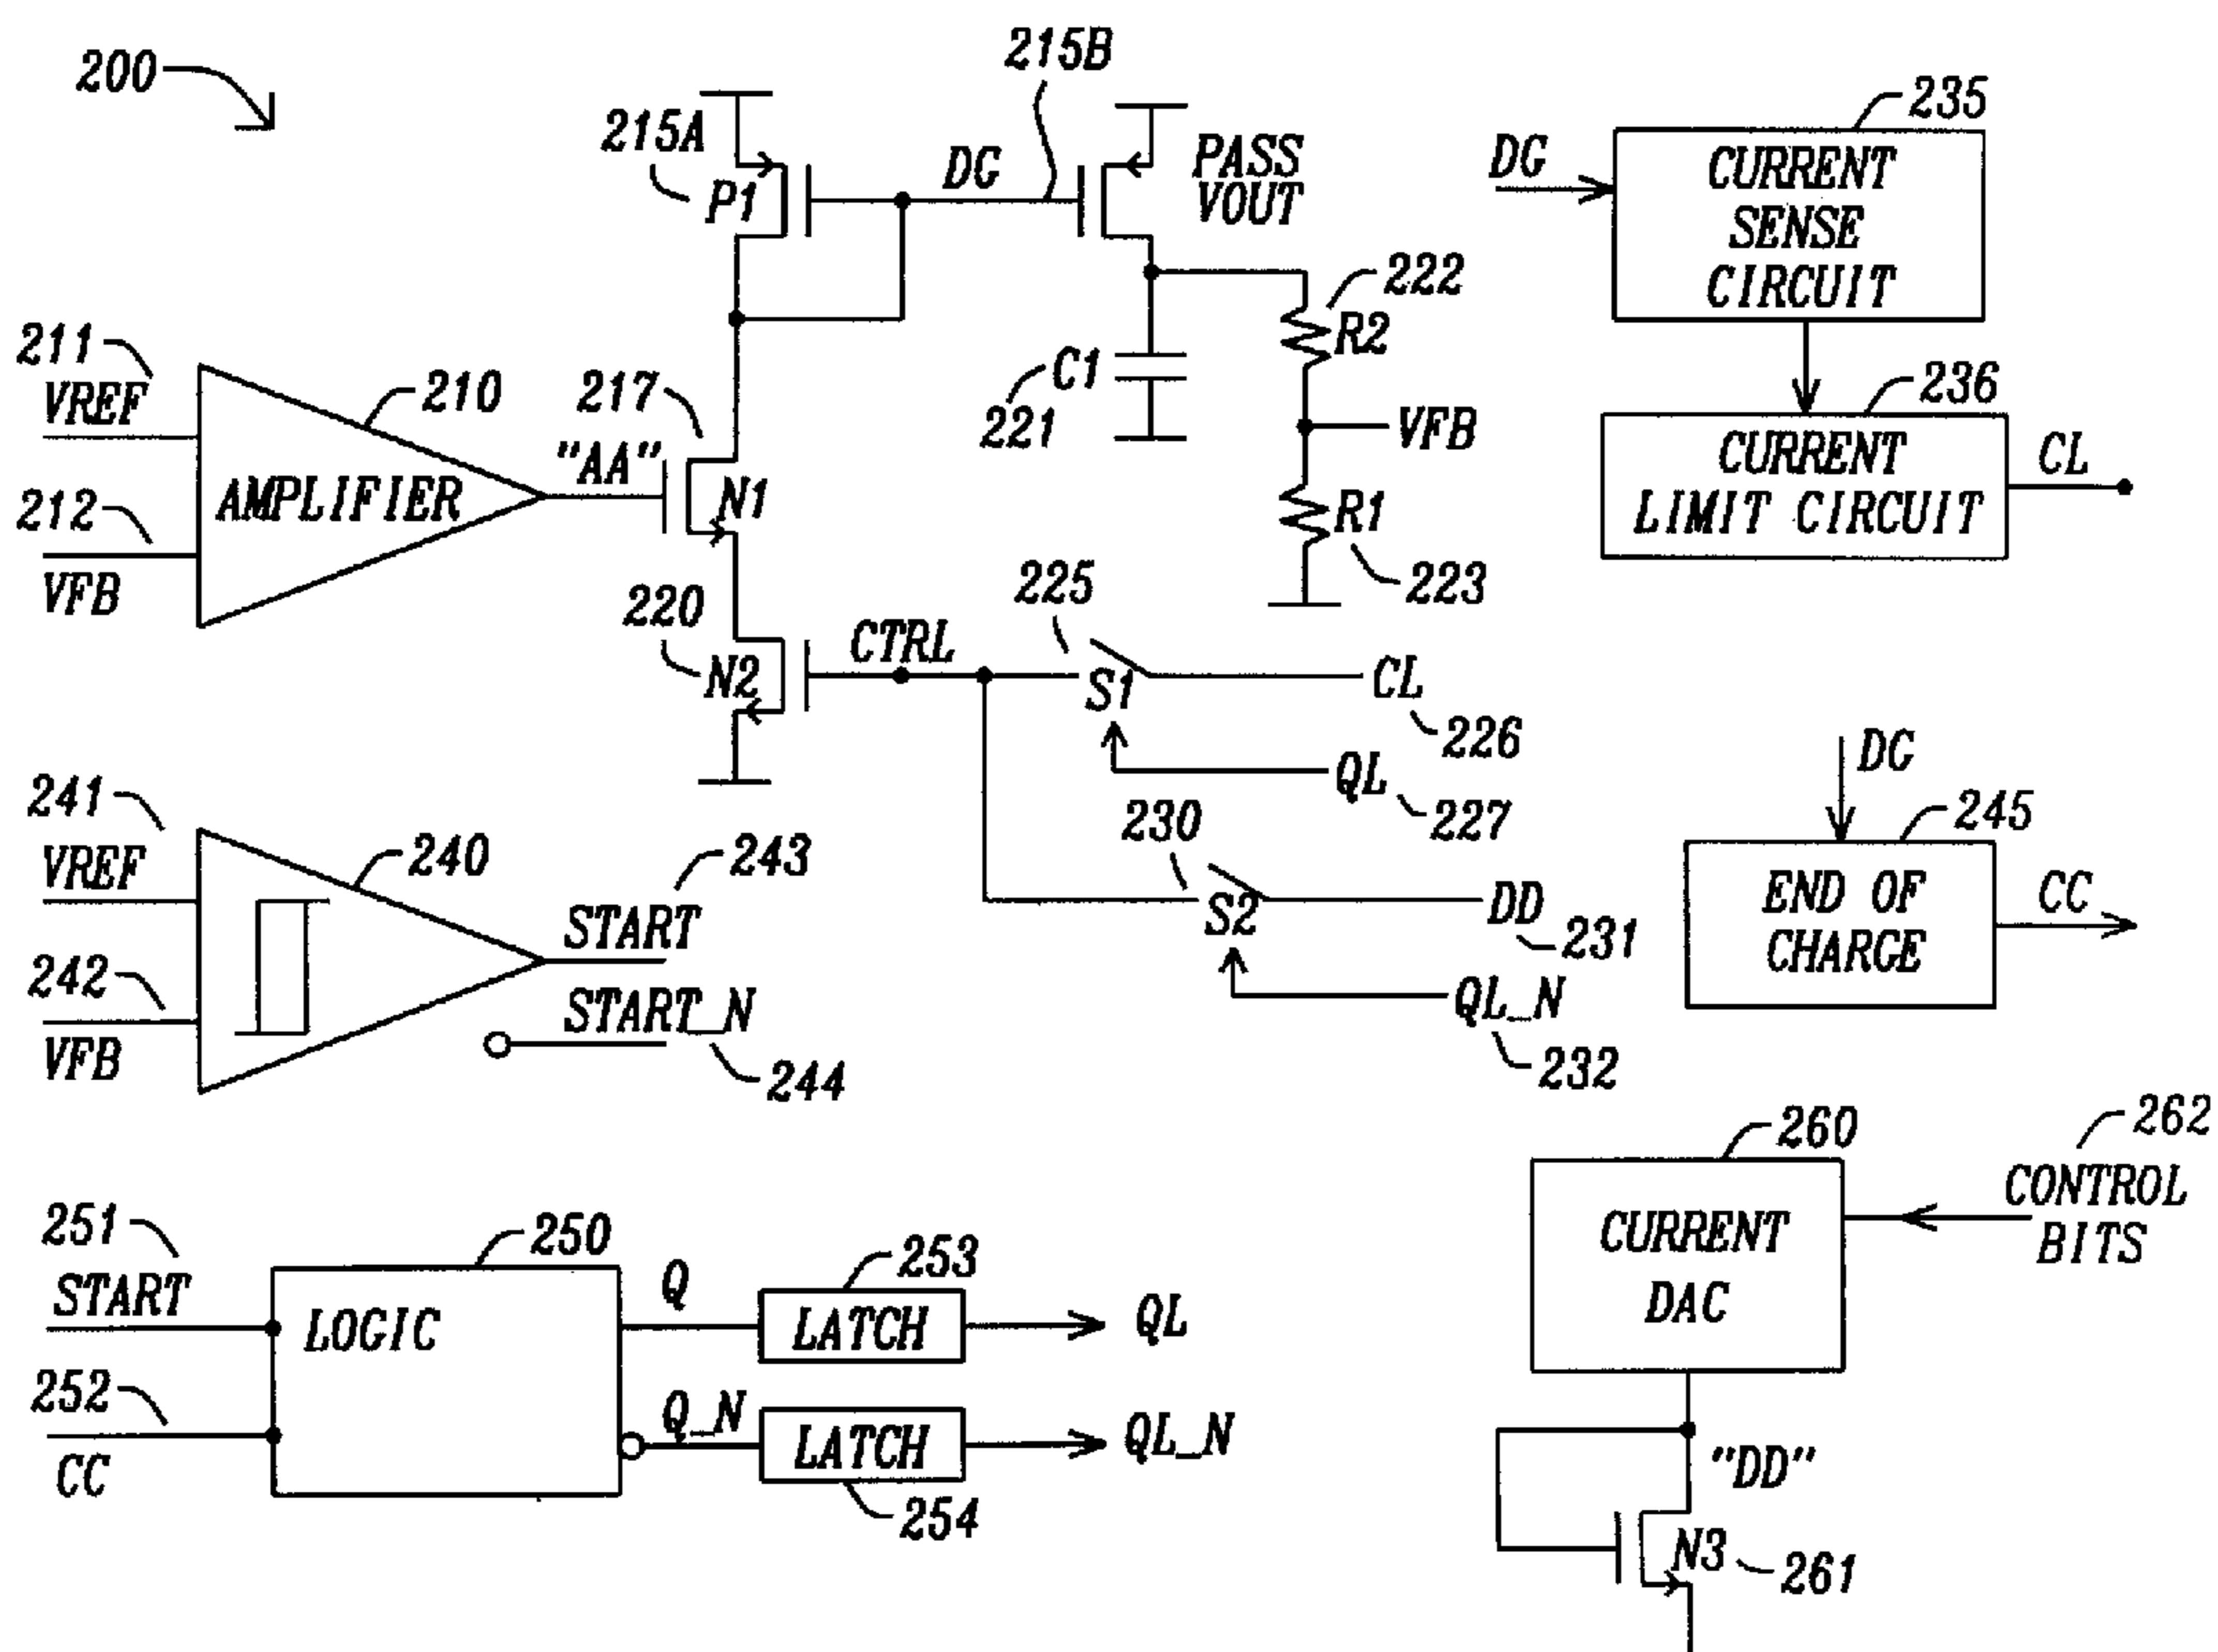 200
215A
P1
DG
215B
PASS
VOUT
DG
235
CURRENT
SENSE
CIRCUIT
211
VREF
210
AMPLIFIER
212
VFB
217
"AA"
N1
C1
221
222
R2
VFB
R1
223
236
CURRENT
LIMIT CIRCUIT
CL
220
N2
CTRL
225
S1
CL
226
QL
227
230
S2
DD
231
QL_N
232
241
VREF
240
242
VFB
START
243
START_N
244
DG
245
END OF
CHARGE
CC
251
START
250
LOGIC
252
CC
Q
253
LATCH
QL
Q_N
LATCH
254
QL_N
260
CURRENT
DAC
262
CONTROL
BITS
"DD"
N3
261